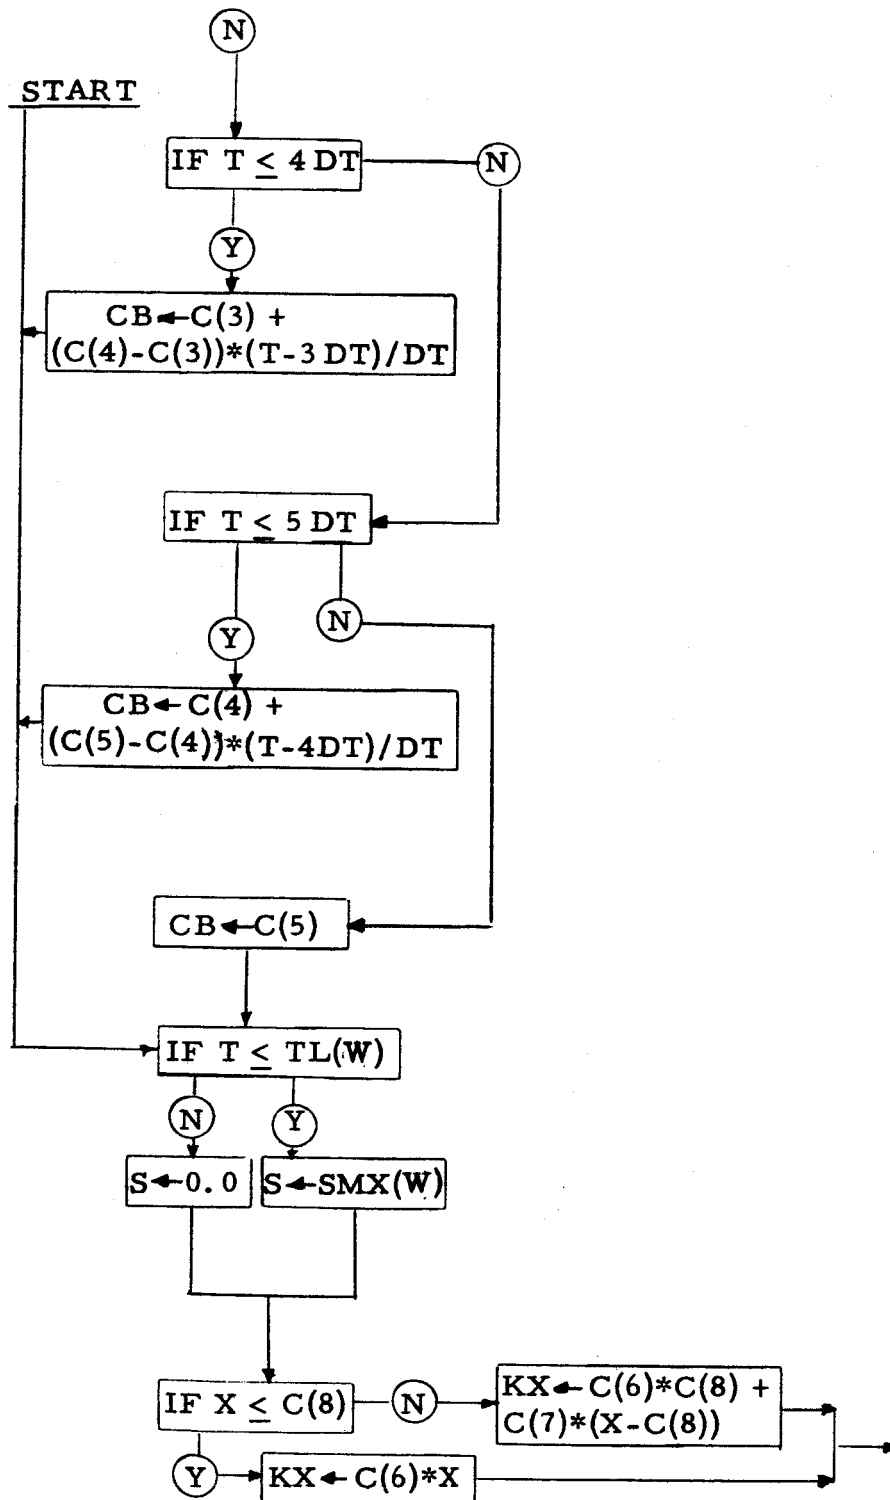 N
START
IF T ≤ 4 DT
N
Y
CB←C(3) +
(C(4)-C(3))*(T-3 DT)/DT
IF T ≤ 5 DT
N
Y
CB←C(4) +
(C(5)-C(4))*(T-4DT)/DT
CB←C(5)
IF T ≤ TL(W)
N
Y
S←0.0
S←SMX(W)
IF X ≤ C(8)
N
KX←C(6)*C(8) +
C(7)*(X-C(8))
Y
KX←C(6)*X